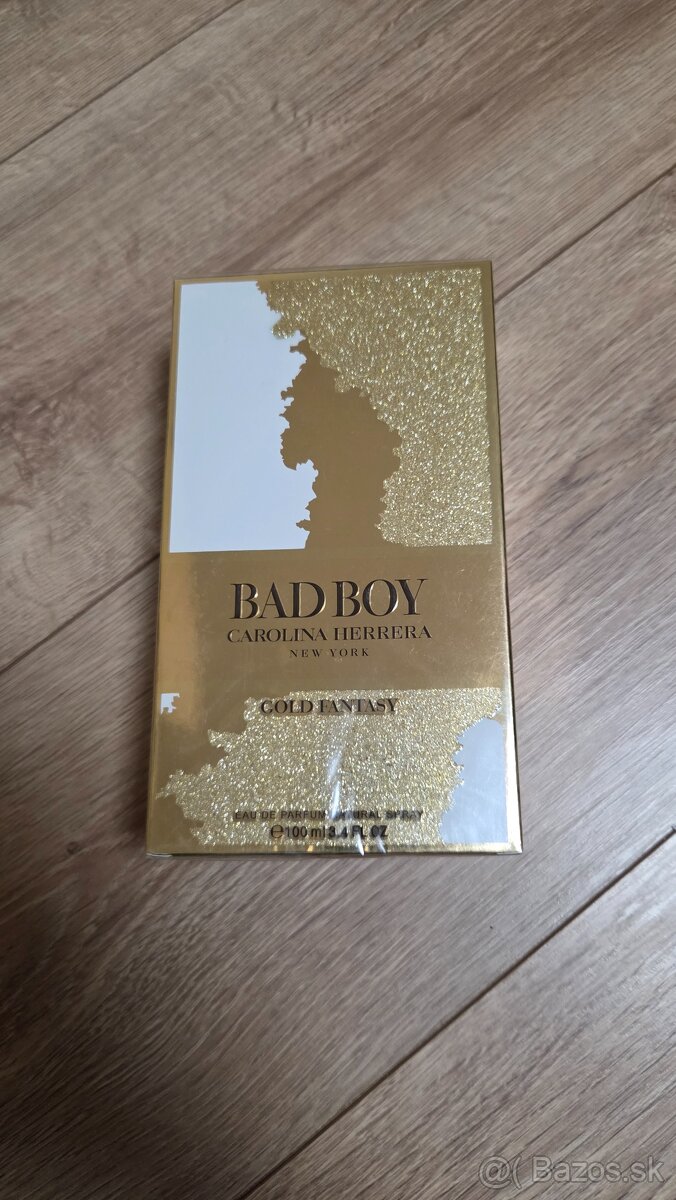 BAD BOY
CAROLINA HERRERA
NEW YORK
GOLD FANTASY
EAU DE PARFUM SPRAY
℮100 ml 3.4 FL OZ
@( Bazos.sk